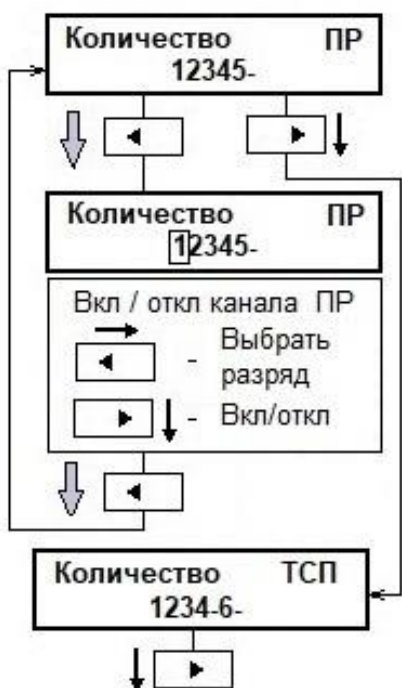 Количество ПР
12345-
Количество ПР
12345-
Вкл / откл канала ПР
- Выбрать
разряд
- Вкл/откл
Количество ТСП
1234-6-